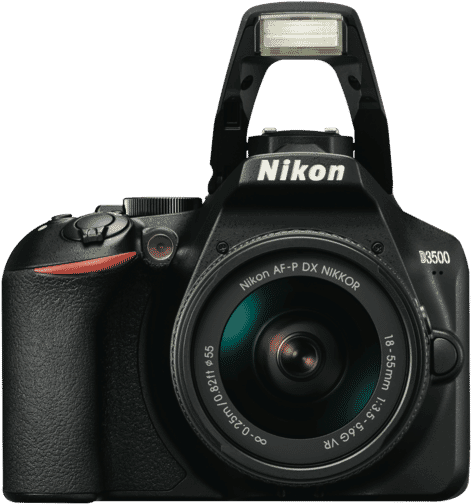 Nikon
D3500
Nikon AF-P DX NIKKOR
18-55mm 1:3.5-5.6G VR
∞-0.25m/0.82ft ⌀55